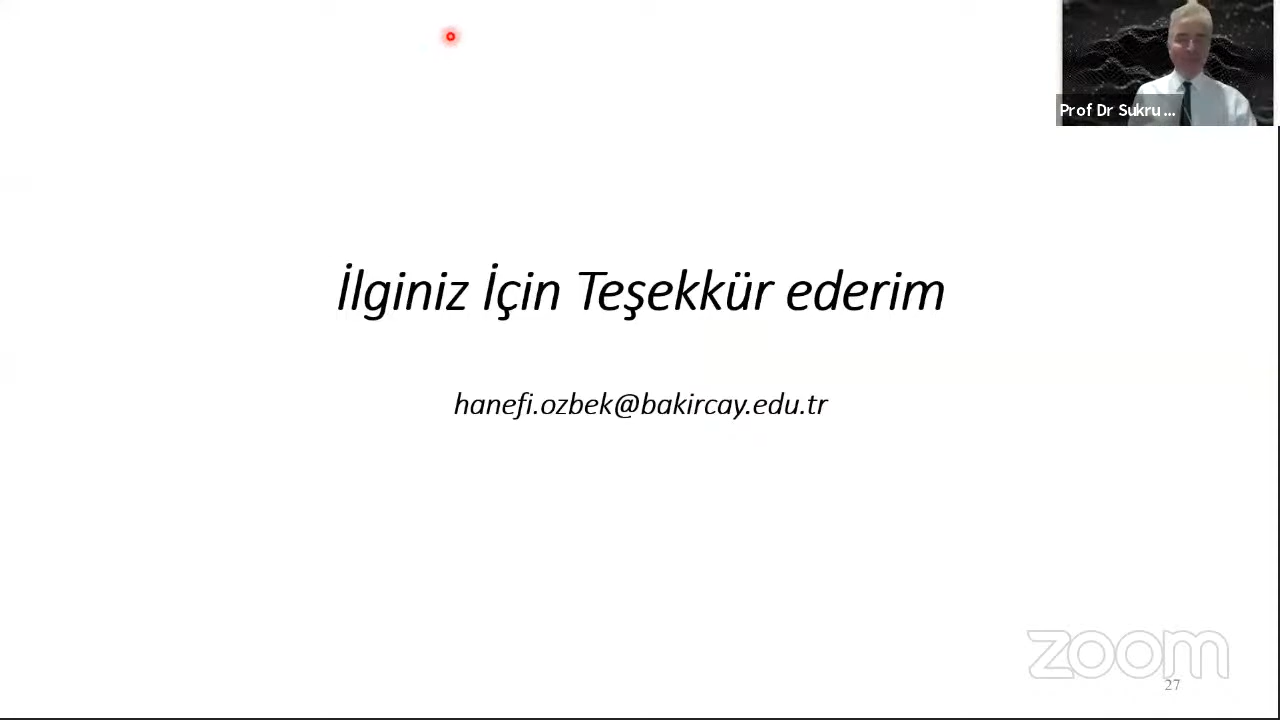 Prof Dr Sukru ...
İlginiz İçin Teşekkür ederim
hanefi.ozbek@bakircay.edu.tr
zoom
27